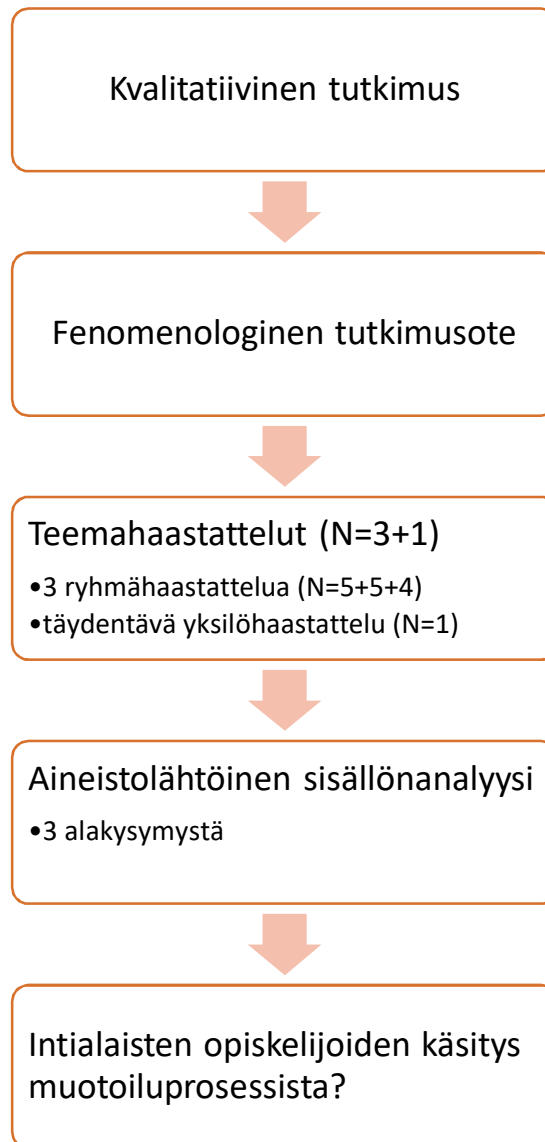 Kvalitatiivinen tutkimus
Fenomenologinen tutkimusote
Teemahaastattelut (N=3+1)
•3 ryhmähaastattelua (N=5+5+4)
•täydentävä yksilöhaastattelu (N=1)
Aineistolähtöinen sisällönanalyysi
•3 alakysymystä
Intialaisten opiskelijoiden käsitys
muotoiluprosessista?